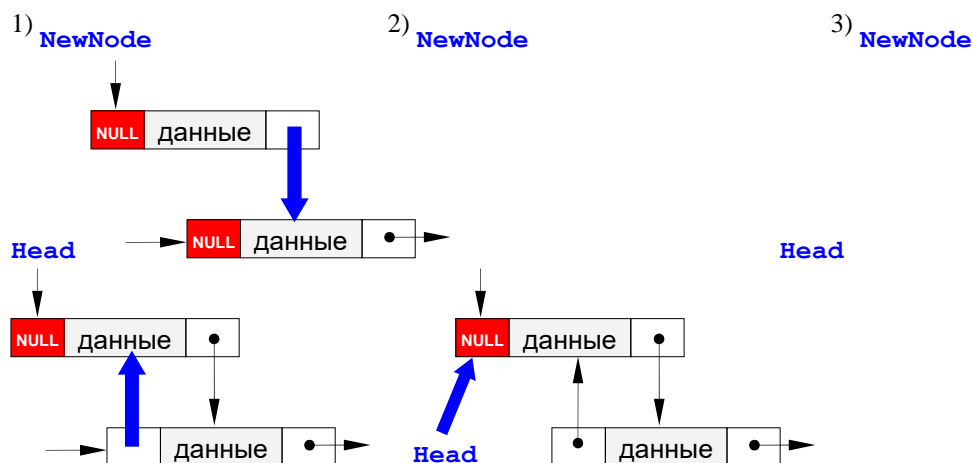 1) NewNode 2) NewNode 3) NewNode
NULL данные
NULL данные
Head Head
NULL данные NULL данные
данные Head данные